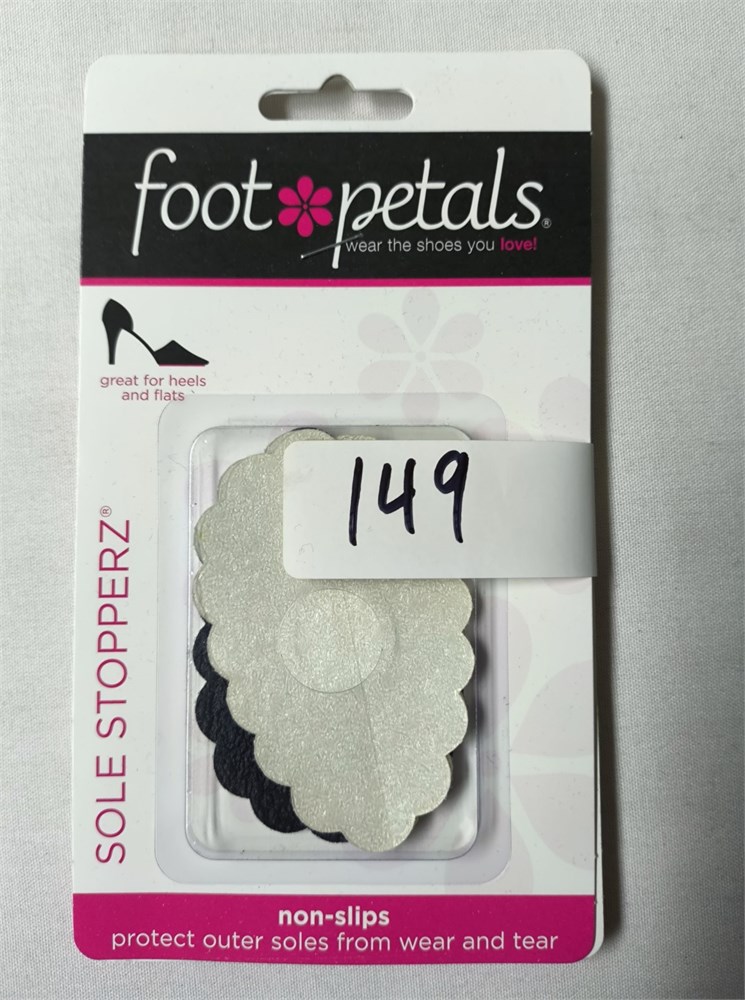 foot petals®
wear the shoes you love!
great for heels
and flats
149
SOLE STOPPERZ®
non-slips
protect outer soles from wear and tear